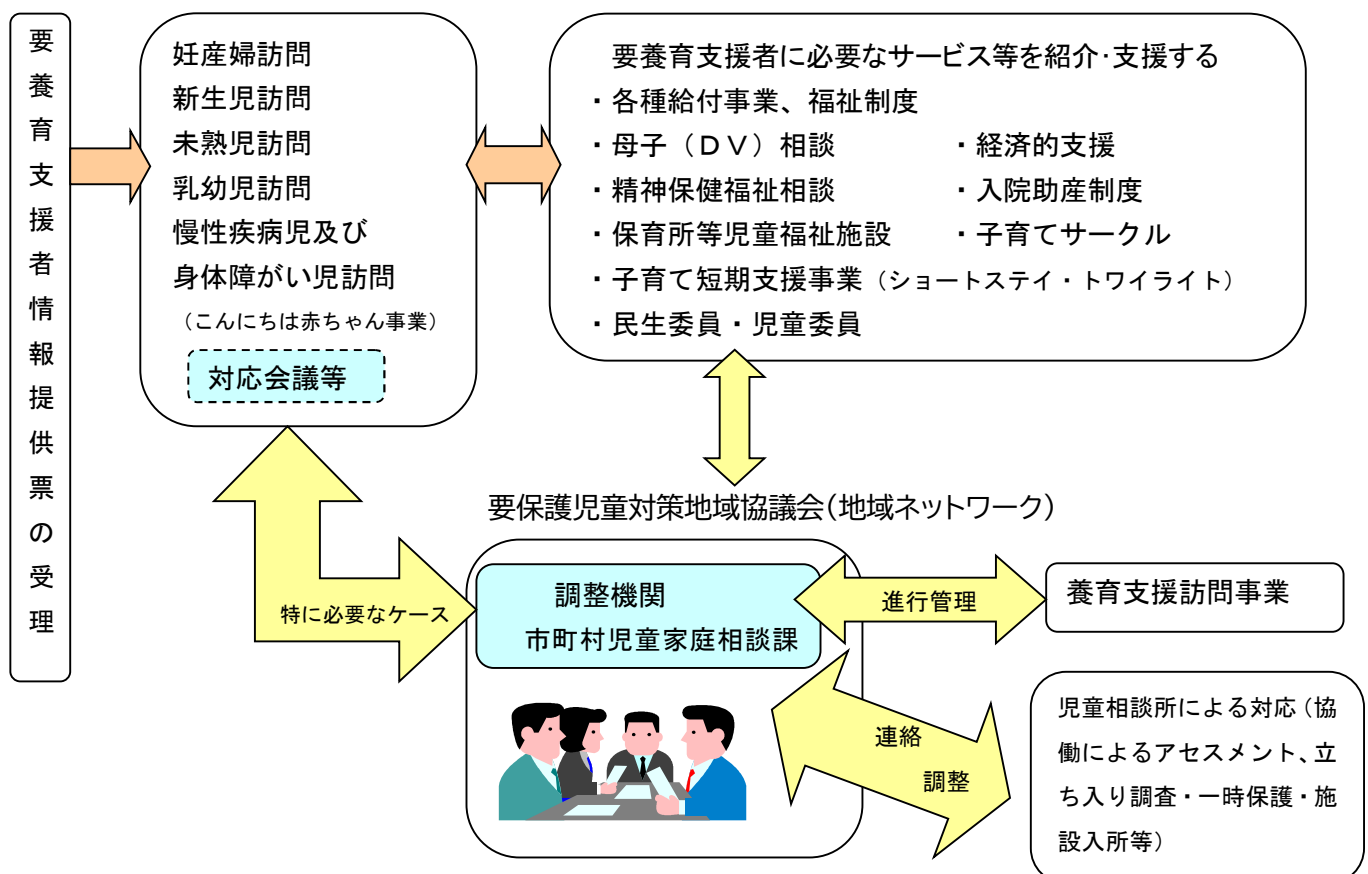 要養育支援者情報提供票の受理
妊産婦訪問
新生児訪問
未熟児訪問
乳幼児訪問
慢性疾病児及び
身体障がい児訪問
（こんにちは赤ちゃん事業）
対応会議等
要養育支援者に必要なサービス等を紹介・支援する
・各種給付事業、福祉制度
・母子（ＤＶ）相談　・経済的支援
・精神保健福祉相談　・入院助産制度
・保育所等児童福祉施設　・子育てサークル
・子育て短期支援事業（ショートステイ・トワイライト）
・民生委員・児童委員
要保護児童対策地域協議会（地域ネットワーク）
特に必要なケース
調整機関
市町村児童家庭相談課
進行管理
養育支援訪問事業
連絡
調整
児童相談所による対応（協
働によるアセスメント、立
ち入り調査・一時保護・施
設入所等）